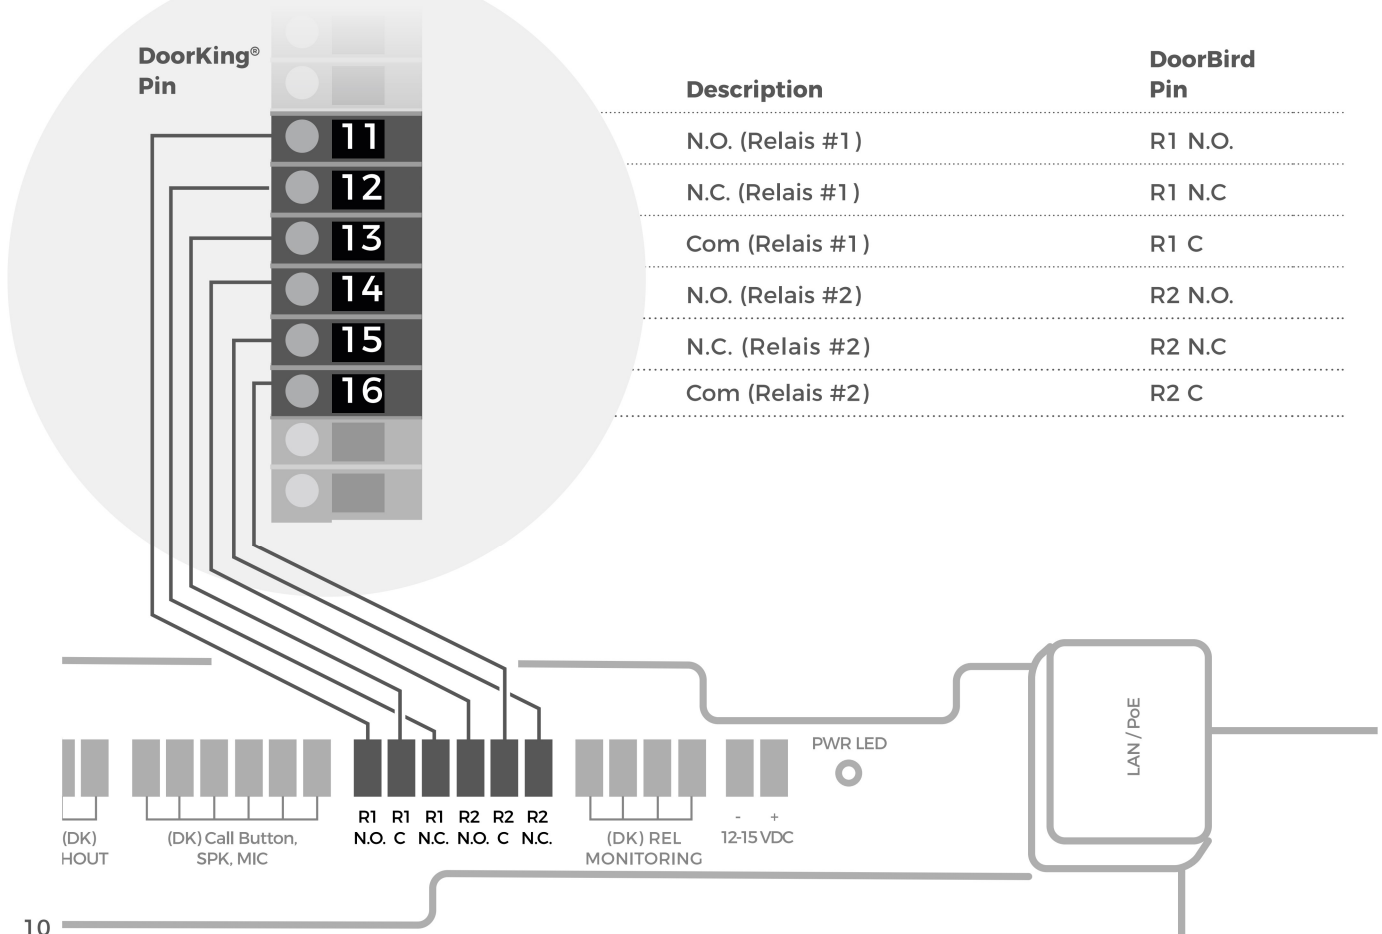 DoorKing®
Pin
Description
DoorBird
Pin
11 N.O. (Relais #1) R1 N.O.
12 N.C. (Relais #1) R1 N.C
13 Com (Relais #1) R1 C
14 N.O. (Relais #2) R2 N.O.
15 N.C. (Relais #2) R2 N.C
16 Com (Relais #2) R2 C
LAN / PoE
PWR LED
R1 R1 R1 R2 R2 R2
N.O. C N.C. N.O. C N.C.
(DK)
HOUT
(DK) Call Button,
SPK, MIC
(DK) REL
MONITORING
- +
12-15 VDC
10